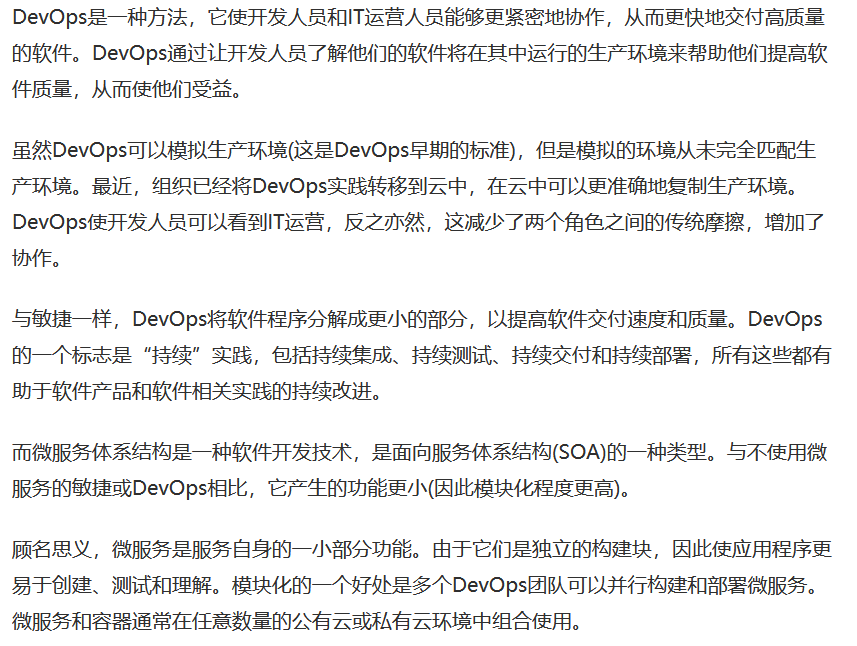 DevOps是一种方法，它使开发人员和IT运营人员能够更紧密地协作，从而更快地交付高质量
的软件。DevOps通过让开发人员了解他们的软件将在其中运行的生产环境来帮助他们提高软
件质量，从而使他们受益。
虽然DevOps可以模拟生产环境(这是DevOps早期的标准)，但是模拟的环境从未完全匹配生
产环境。最近，组织已经将DevOps实践转移到云中，在云中可以更准确地复制生产环境。
DevOps使开发人员可以看到IT运营，反之亦然，这减少了两个角色之间的传统摩擦，增加了
协作。
与敏捷一样，DevOps将软件程序分解成更小的部分，以提高软件交付速度和质量。DevOps
的一个标志是“持续”实践，包括持续集成、持续测试、持续交付和持续部署，所有这些都有
助于软件产品和软件相关实践的持续改进。
而微服务体系结构是一种软件开发技术，是面向服务体系结构(SOA)的一种类型。与不使用微
服务的敏捷或DevOps相比，它产生的功能更小(因此模块化程度更高)。
顾名思义，微服务是服务自身的一小部分功能。由于它们是独立的构建块，因此使应用程序更
易于创建、测试和理解。模块化的一个好处是多个DevOps团队可以并行构建和部署微服务。
微服务和容器通常在任意数量的公有云或私有云环境中组合使用。